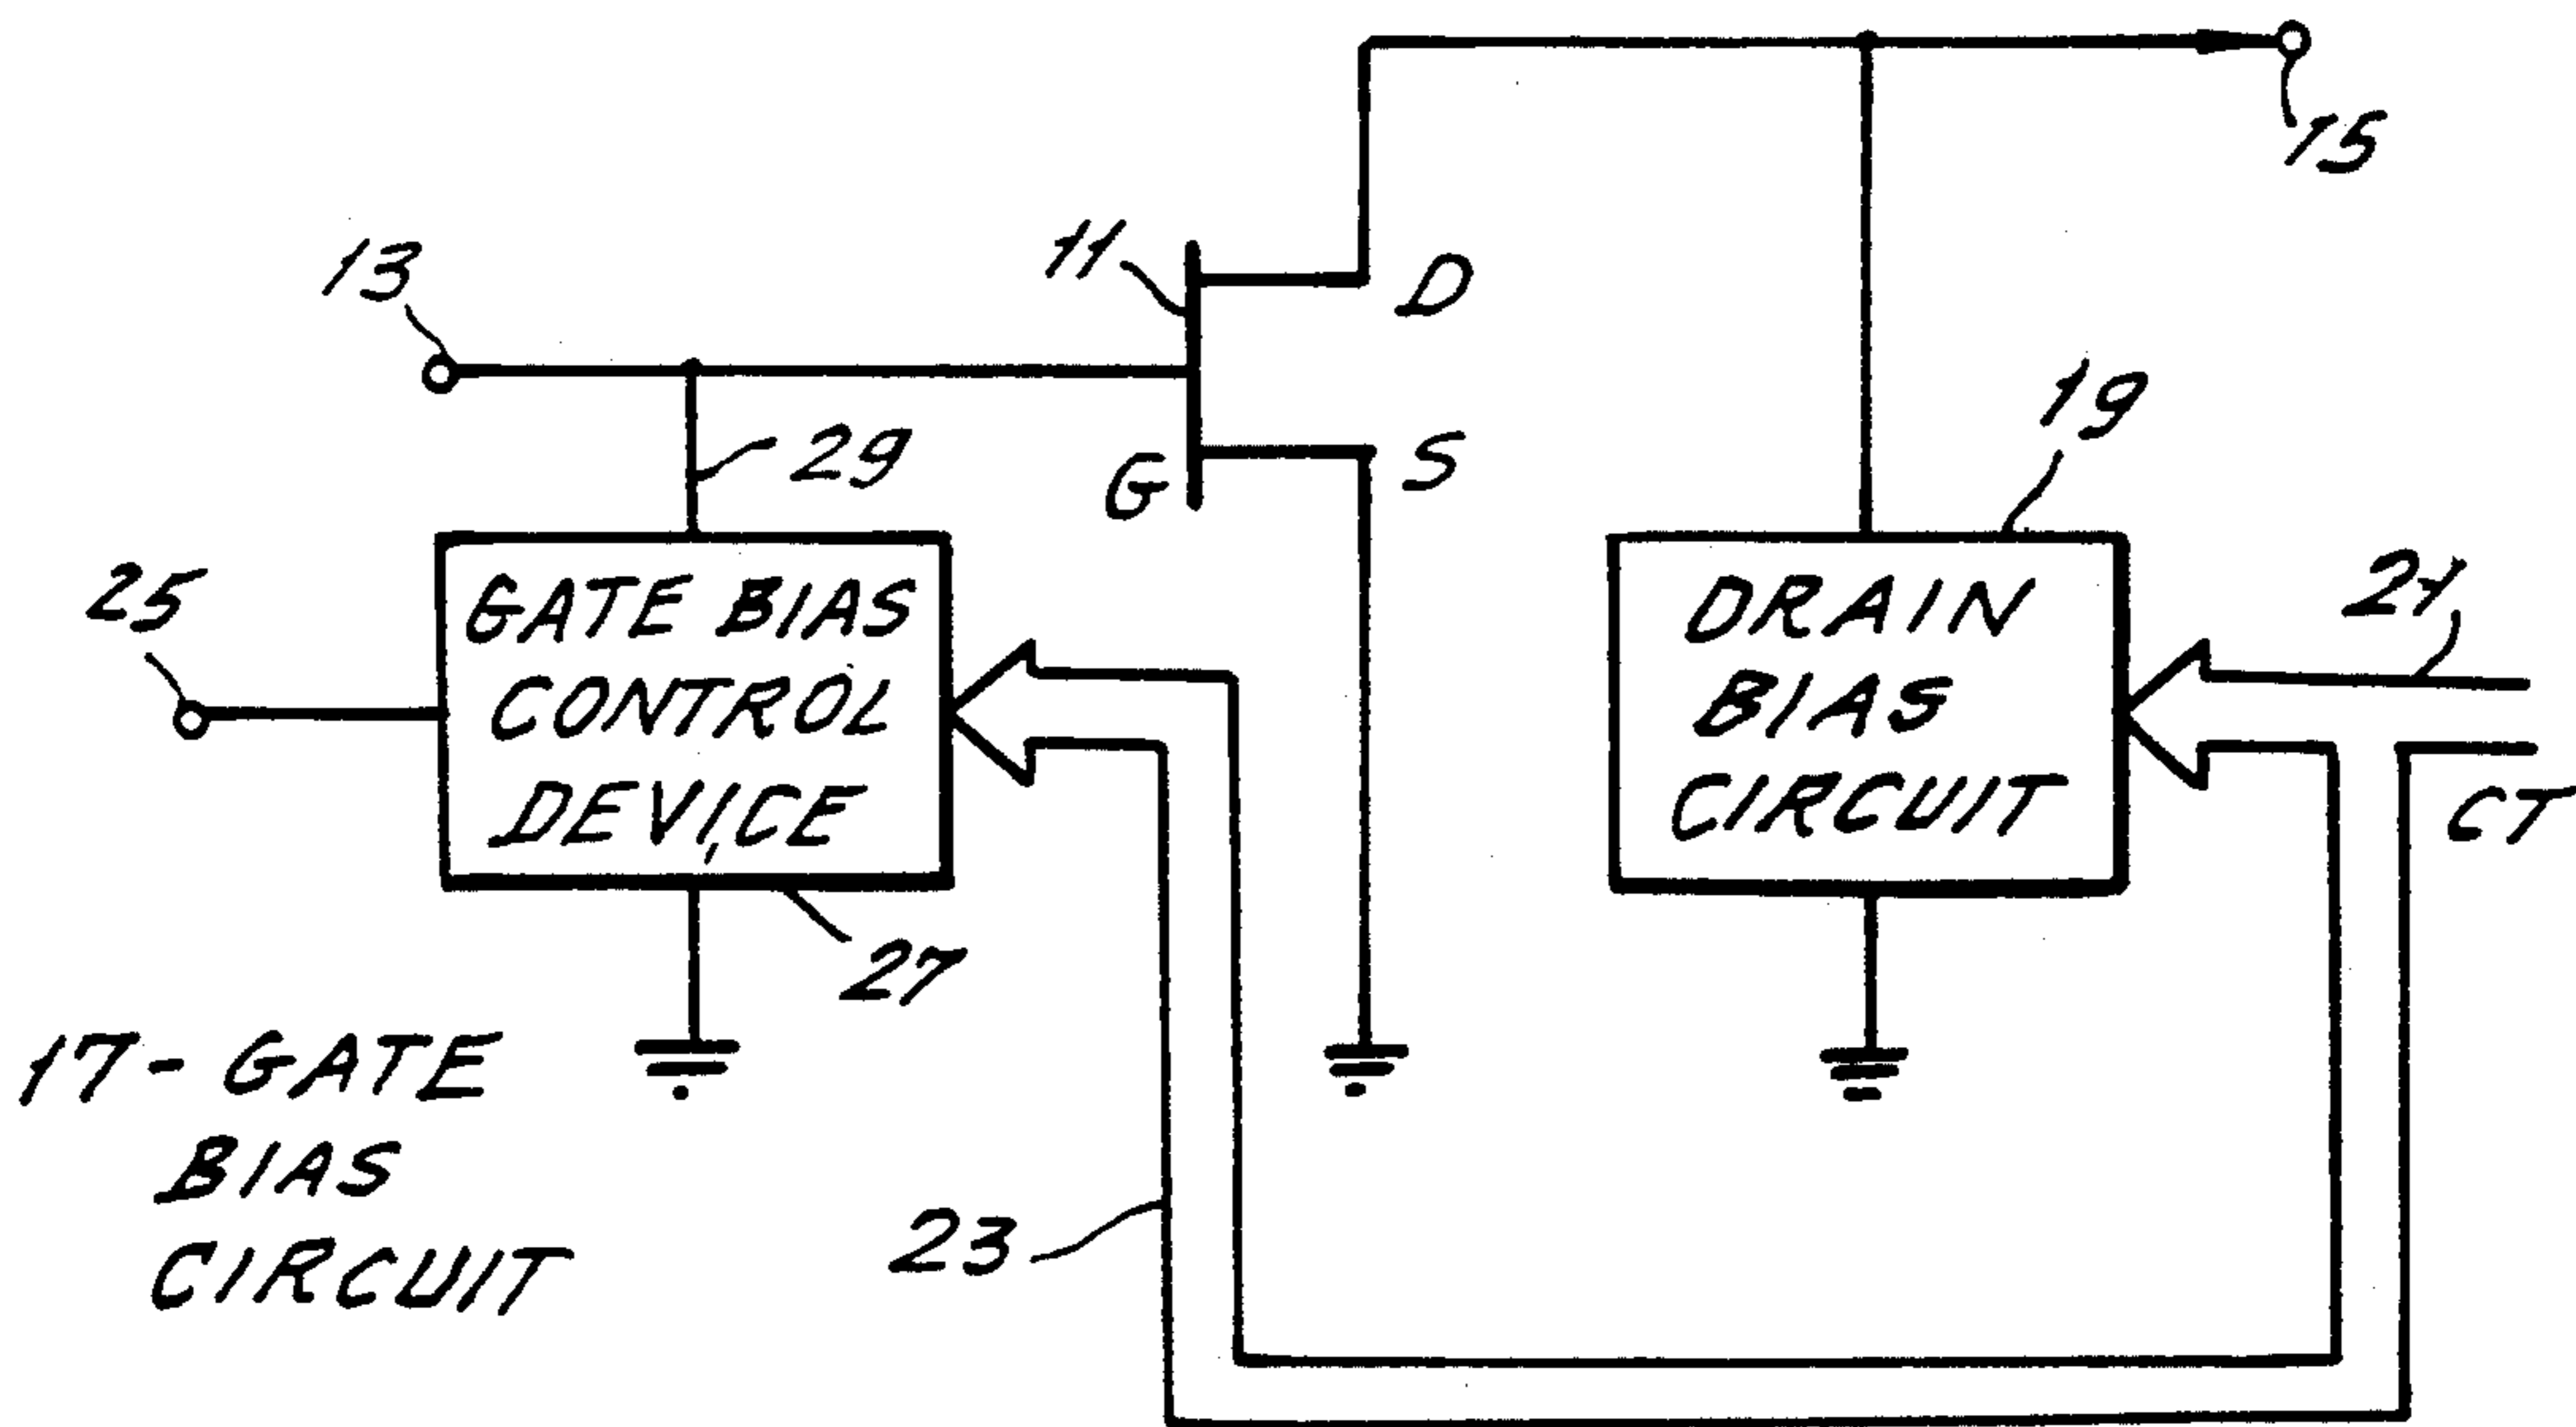 15
13
11
D
29
G
S
19
25
GATE BIAS
CONTROL
DEVICE
DRAIN
BIAS
CIRCUIT
21
CT
27
17 - GATE
BIAS
CIRCUIT
23